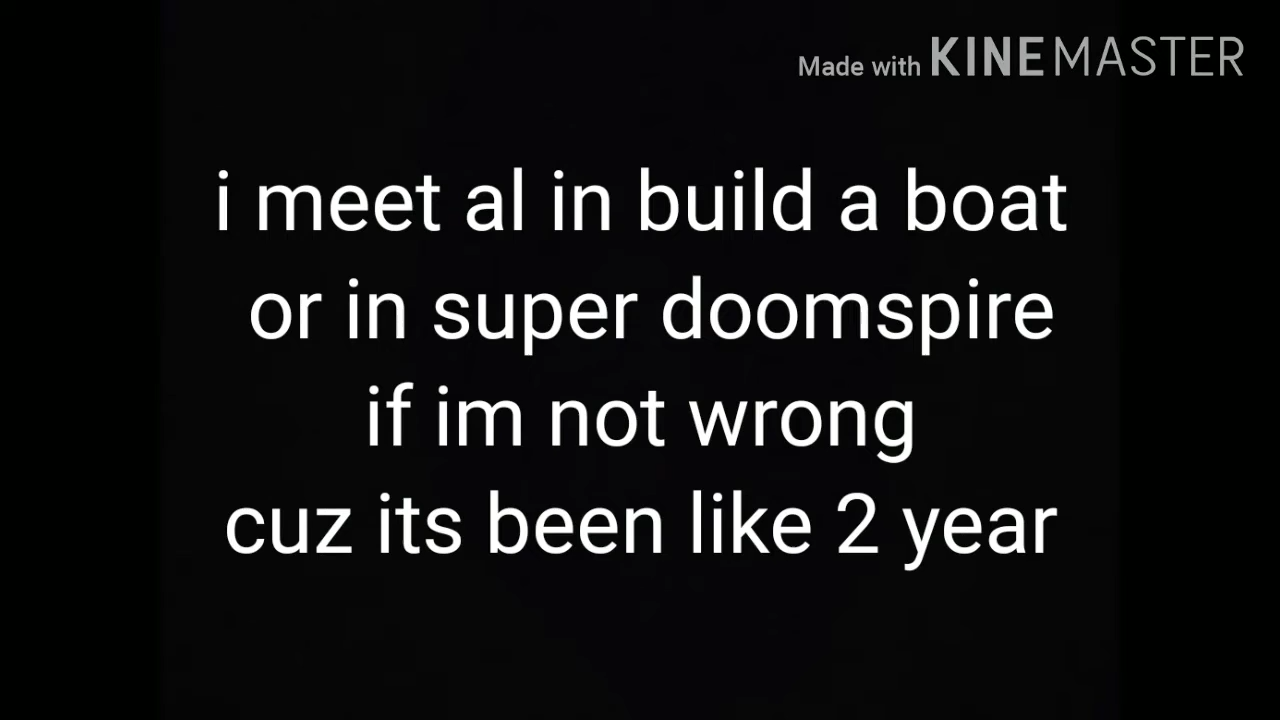 Made with KINEMASTER
i meet al in build a boat
or in super doomspire
if im not wrong
cuz its been like 2 year